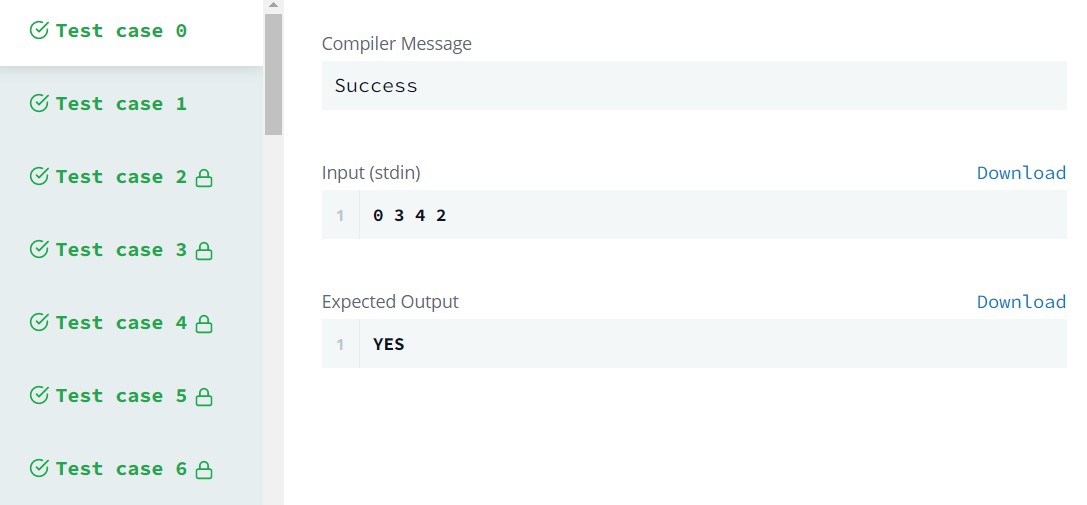 Test case 0
Test case 1
Test case 2
Test case 3
Test case 4
Test case 5
Test case 6
Compiler Message
Success
Input (stdin)
Download
1
0 3 4 2
Expected Output
Download
1
YES